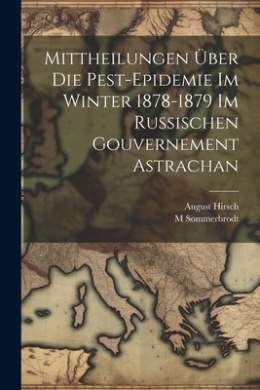 Mittheilungen Über
Die Pest-Epidemie Im
Winter 1878-1879 Im
Russischen
Gouvernement
Astrachan
August Hirsch
M Sommerbrodt